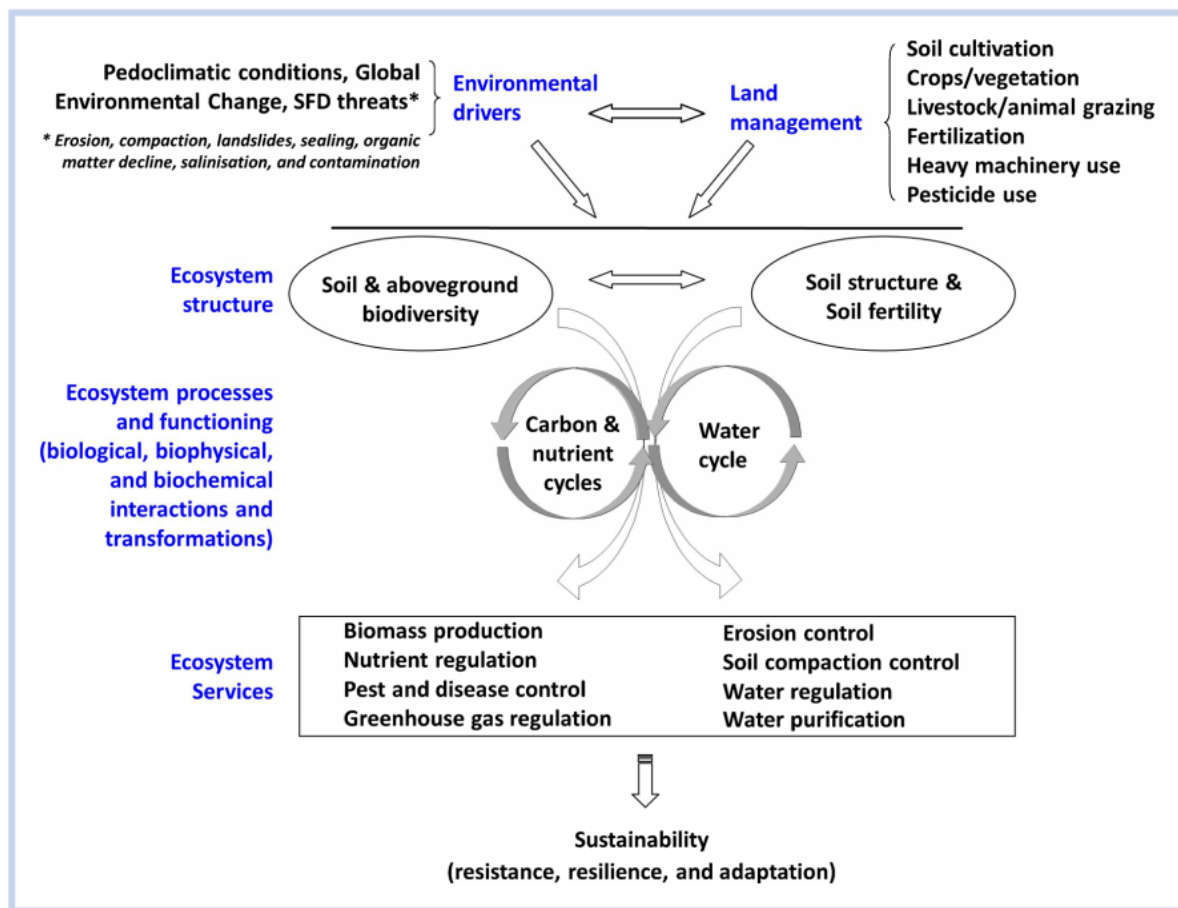 Pedoclimatic conditions, Global
Environmental Change, SFD threats*
* Erosion, compaction, landslides, sealing, organic
matter decline, salinisation, and contamination
Environmental
drivers
Land
management
Soil cultivation
Crops/vegetation
Livestock/animal grazing
Fertilization
Heavy machinery use
Pesticide use
Ecosystem
structure
Soil & aboveground
biodiversity
Soil structure &
Soil fertility
Ecosystem processes
and functioning
(biological, biophysical,
and biochemical
interactions and
transformations)
Carbon &
nutrient
cycles
Water
cycle
Ecosystem
Services
Biomass production
Nutrient regulation
Pest and disease control
Greenhouse gas regulation
Erosion control
Soil compaction control
Water regulation
Water purification
Sustainability
(resistance, resilience, and adaptation)